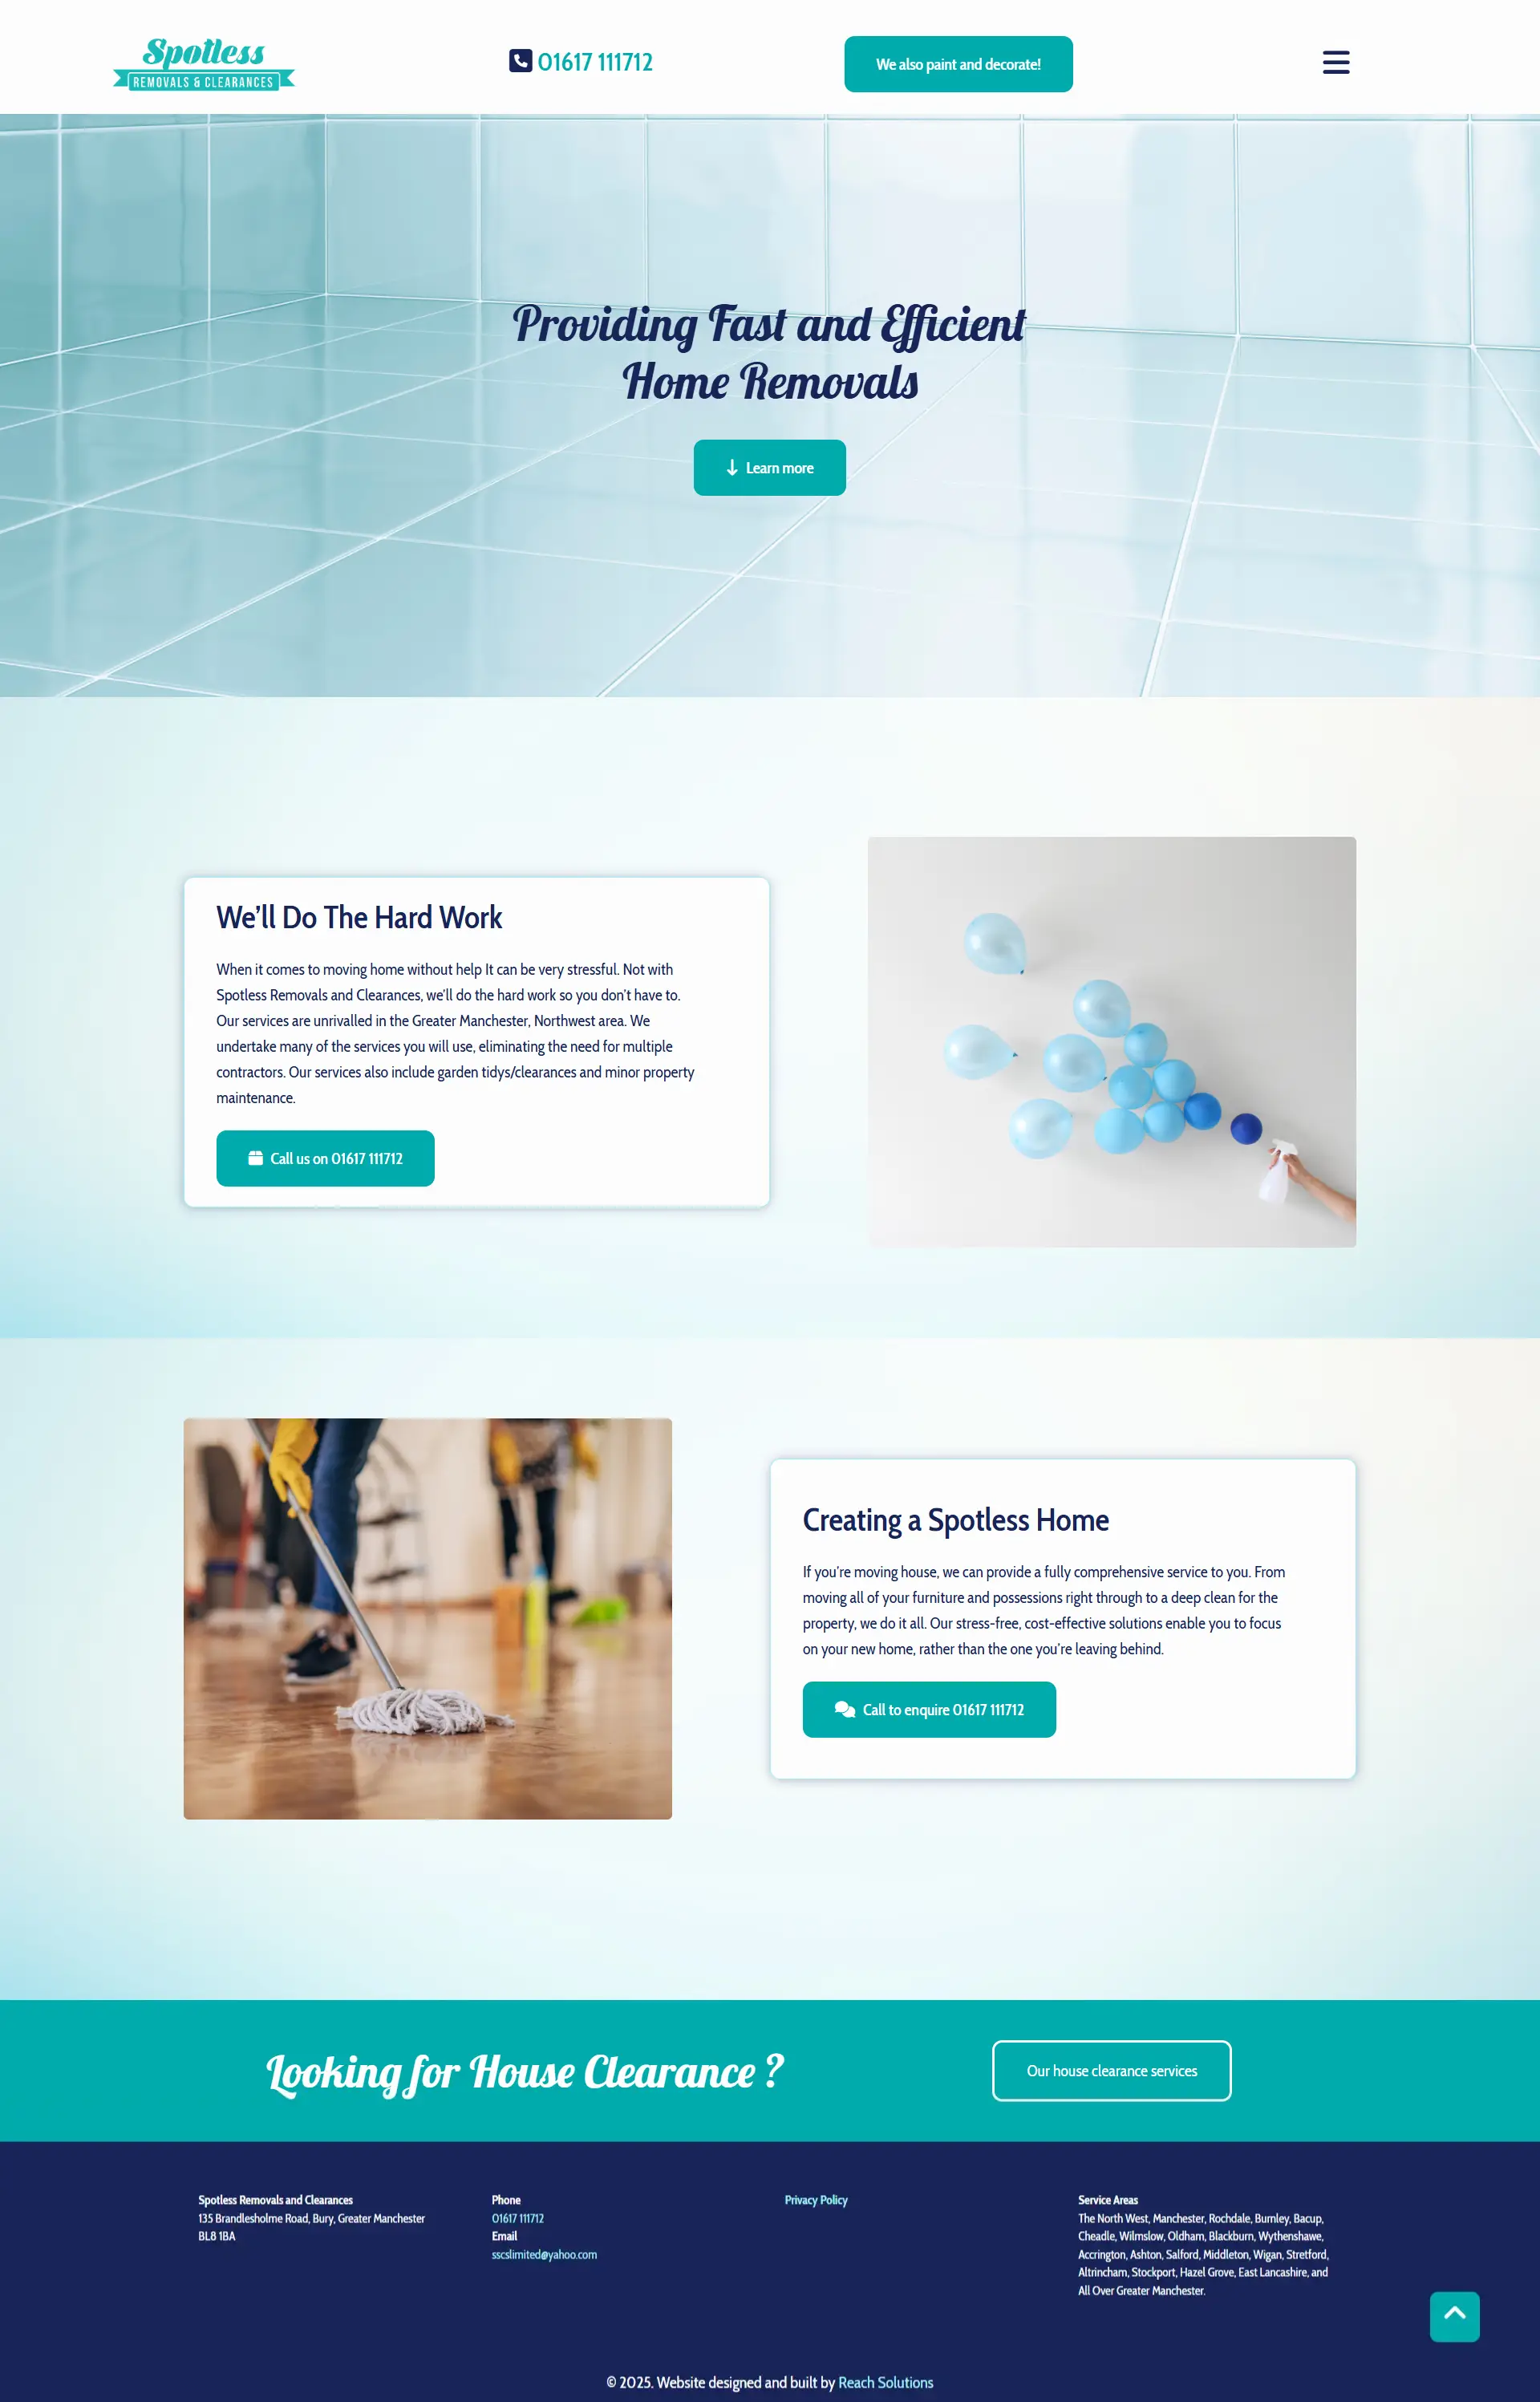 Spotless
REMOVALS & CLEARANCES
01617 111712
We also paint and decorate!
Providing Fast and Efficient
Home Removals
Learn more
We'll Do The Hard Work
When it comes to moving home without help It can be very stressful. Not with
Spotless Removals and Clearances, we'll do the hard work so you don't have to.
Our services are unrivalled in the Greater Manchester, Northwest area. We
undertake many of the services you will use, eliminating the need for multiple
contractors. Our services also include garden tidys/clearances and minor property
maintenance.
Call us on 01617 111712
Creating a Spotless Home
If you're moving house, we can provide a fully comprehensive service to you. From
moving all of your furniture and possessions right through to a deep clean for the
property, we do it all. Our stress-free, cost-effective solutions enable you to focus
on your new home, rather than the one you're leaving behind.
Call to enquire 01617 111712
Looking for House Clearance ?
Our house clearance services
Spotless Removals and Clearances
135 Brandlesholme Road, Bury, Greater Manchester
BL8 1BA
Phone
01617 111712
Email
sscslimited@yahoo.com
Privacy Policy
Service Areas
The North West, Manchester, Rochdale, Burnley, Bacup,
Cheadle, Wilmslow, Oldham, Blackburn, Wythenshawe,
Accrington, Ashton, Salford, Middleton, Wigan, Stretford,
Altrincham, Stockport, Hazel Grove, East Lancashire, and
All Over Greater Manchester.
© 2025. Website designed and built by Reach Solutions